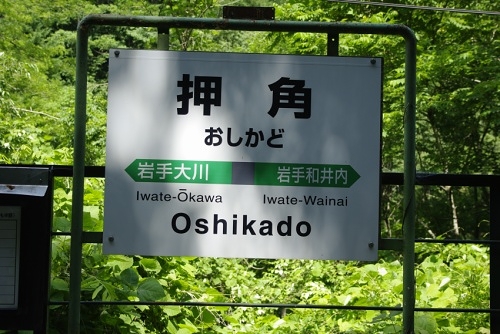 押角
おしかど
岩手大川 岩手和井内
Iwate-Ōkawa Iwate-Wainai
Oshikado